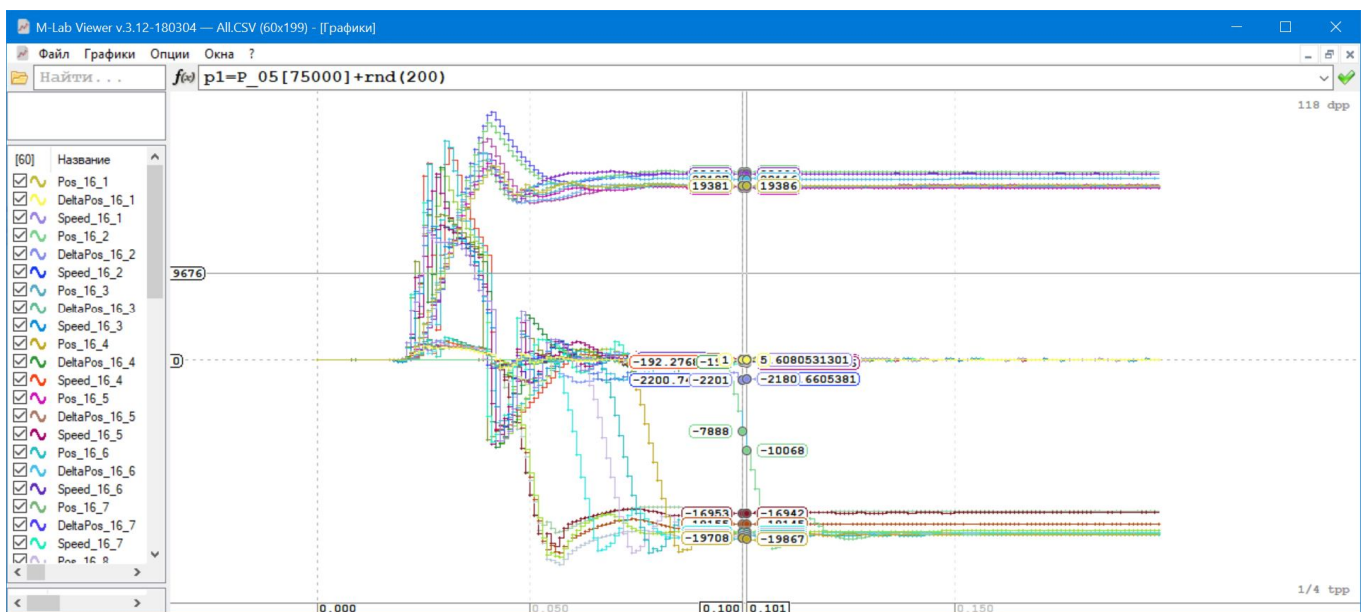 M-Lab Viewer v.3.12-180304 — All.CSV (60x199) - [Графики]
Файл Графики Опции Окна ?
Найти...
f(x) p1=P_05[75000]+rnd(200)
118 dpp
[60] Название
Pos_16_1
DeltaPos_16_1
Speed_16_1
Pos_16_2
DeltaPos_16_2
Speed_16_2
Pos_16_3
DeltaPos_16_3
Speed_16_3
Pos_16_4
DeltaPos_16_4
Speed_16_4
Pos_16_5
DeltaPos_16_5
Speed_16_5
Pos_16_6
DeltaPos_16_6
Speed_16_6
Pos_16_7
DeltaPos_16_7
Speed_16_7
Pos_16_8
19381 19386
9676
0
-192.276 1 5 6080531301
-2200.7 -2201 -2180 6605381
-7888
-10068
-16953 -16942
-19708 -19867
1/4 tpp
0.000 0.050 0.100 0.101 0.150